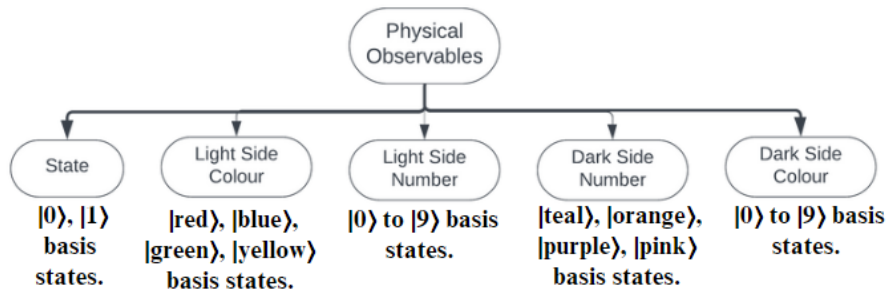 Physical
Observables
State
Light Side
Colour
Light Side
Number
Dark Side
Number
Dark Side
Colour
|0⟩, |1⟩
basis
states.
|red⟩, |blue⟩,
|green⟩, |yellow⟩
basis states.
|0⟩ to |9⟩ basis
states.
|teal⟩, |orange⟩,
|purple⟩, |pink⟩
basis states.
|0⟩ to |9⟩ basis
states.